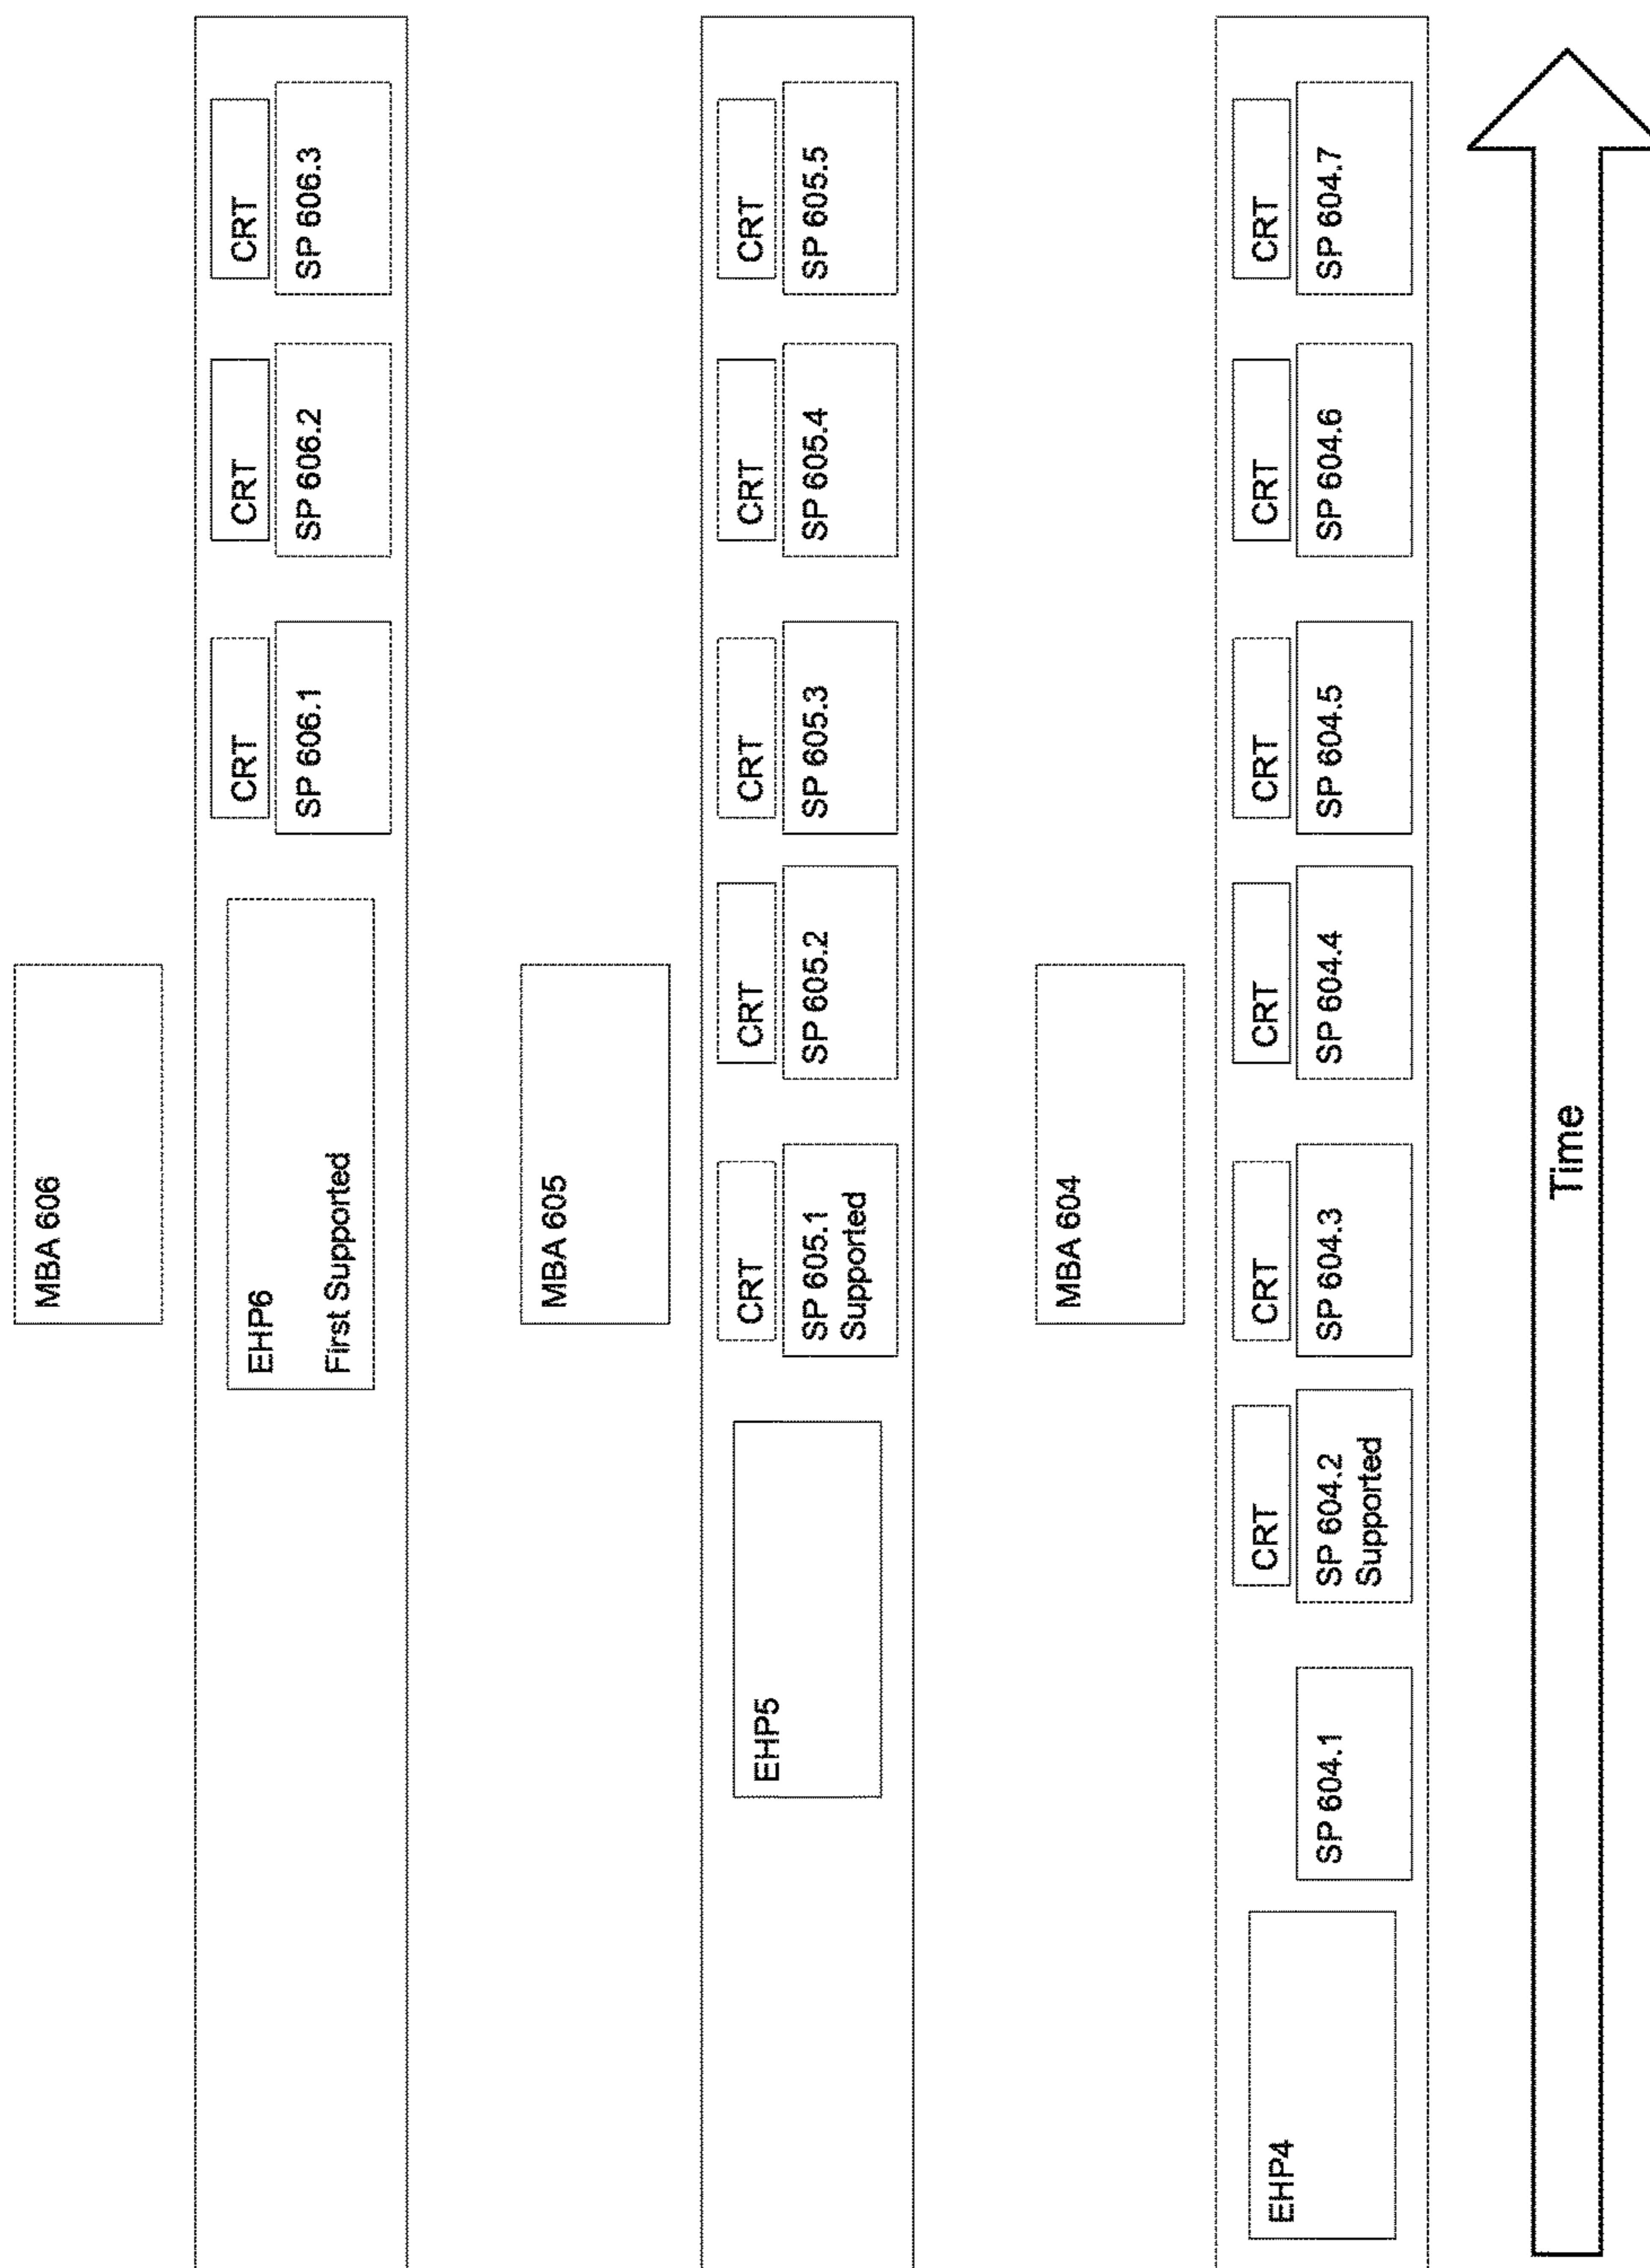 MBA 606
EHP6
First Supported
CRT
SP 606.1
CRT
SP 606.2
CRT
SP 606.3
MBA 605
EHP5
CRT
SP 605.1
Supported
CRT
SP 605.2
CRT
SP 605.3
CRT
SP 605.4
CRT
SP 605.5
MBA 604
EHP4
SP 604.1
CRT
SP 604.2
Supported
CRT
SP 604.3
CRT
SP 604.4
CRT
SP 604.5
CRT
SP 604.6
CRT
SP 604.7
Time